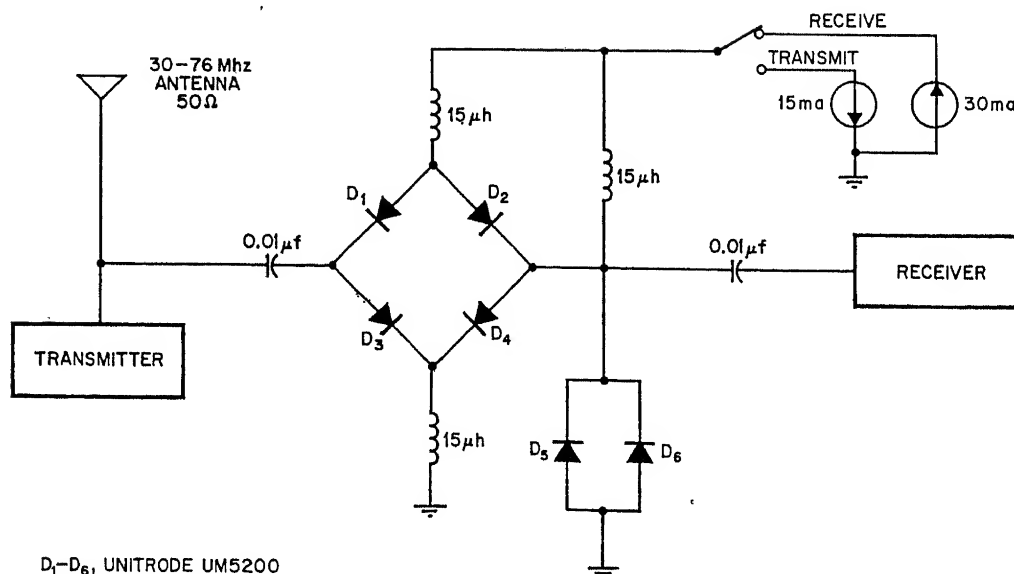 RECEIVE
30-76 Mhz
ANTENNA
50Ω
TRANSMIT
15ma
30ma
15μh
15μh
D1
D2
0.01μf
0.01μf
RECEIVER
TRANSMITTER
D3
D4
15μh
D5
D6
D1-D6, UNITRODE UM5200